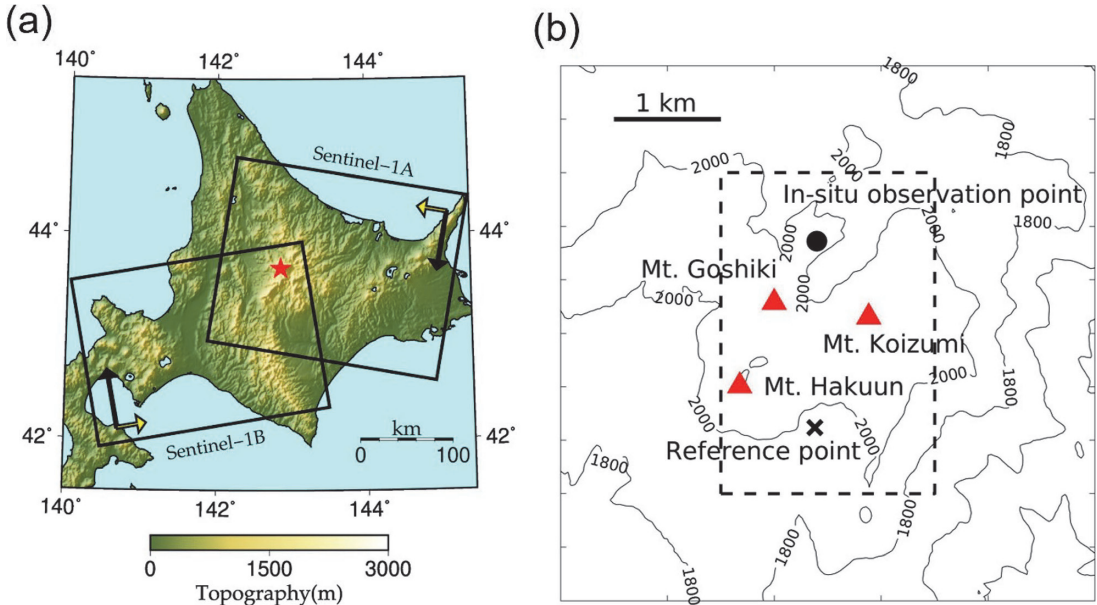 (a)
140° 142° 144°
Sentinel-1A
44° 44°
42° 42°
Sentinel-1B
km
0 100
140° 142° 144°
0 1500 3000
Topography(m)
(b)
1 km
1800
1800
2000
2000
In-situ observation point
2000
2000
1800
Mt. Goshiki
2000
2000
Mt. Koizumi
Mt. Hakuun
2000
1800
2000
2000
Reference point
1800
1800
1800
1800
1800